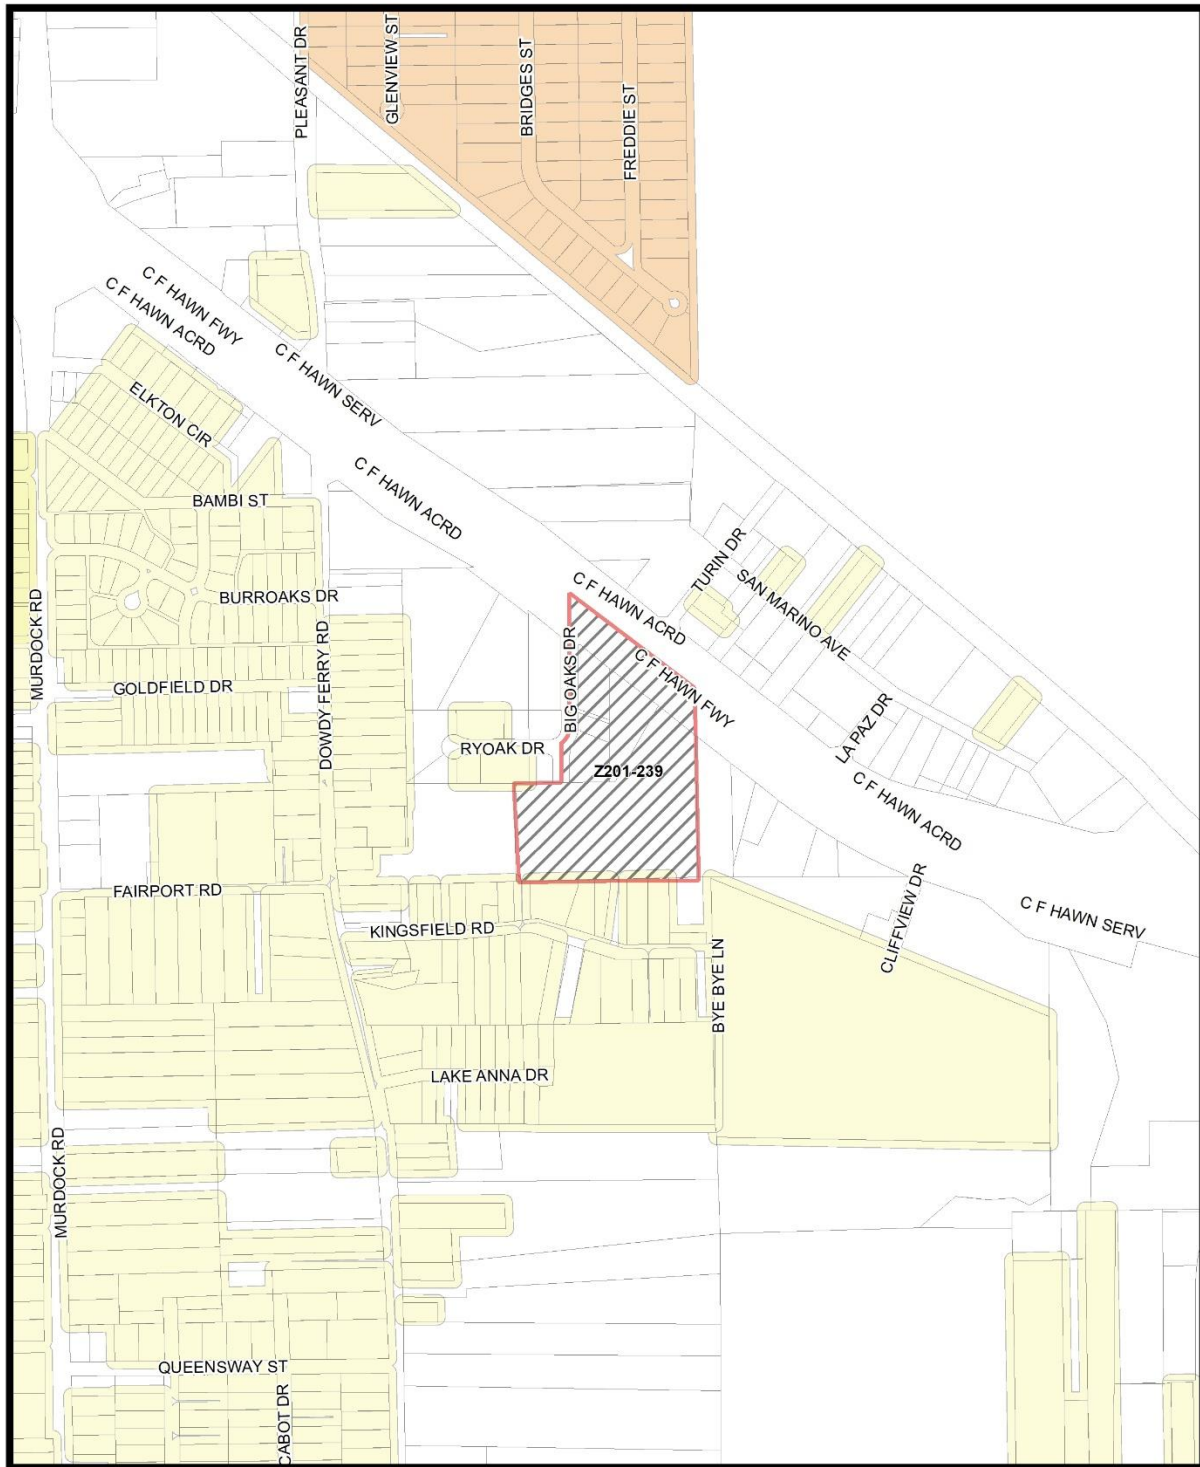 PLEASANT DR
GLENVIEW ST
BRIDGES ST
FREDDIE ST
C F HAWN FWY
C F HAWN ACRD
C F HAWN SERV
ELKTON CIR
C F HAWN ACRD
BAMBI ST
TURIN DR
SAN MARINO AVE
C F HAWN ACRD
BURROAKS DR
MURDOCK RD
DOWDY FERRY RD
BIG OAKS DR
C F HAWN FWY
GOLDFIELD DR
LA PAZ DR
RYOAK DR
Z201-239
C F HAWN ACRD
FAIRPORT RD
KINGSFIELD RD
CLIFFVIEW DR
C F HAWN SERV
BYE BYE LN
LAKE ANNA DR
MURDOCK RD
QUEENSWAY ST
CABOT DR